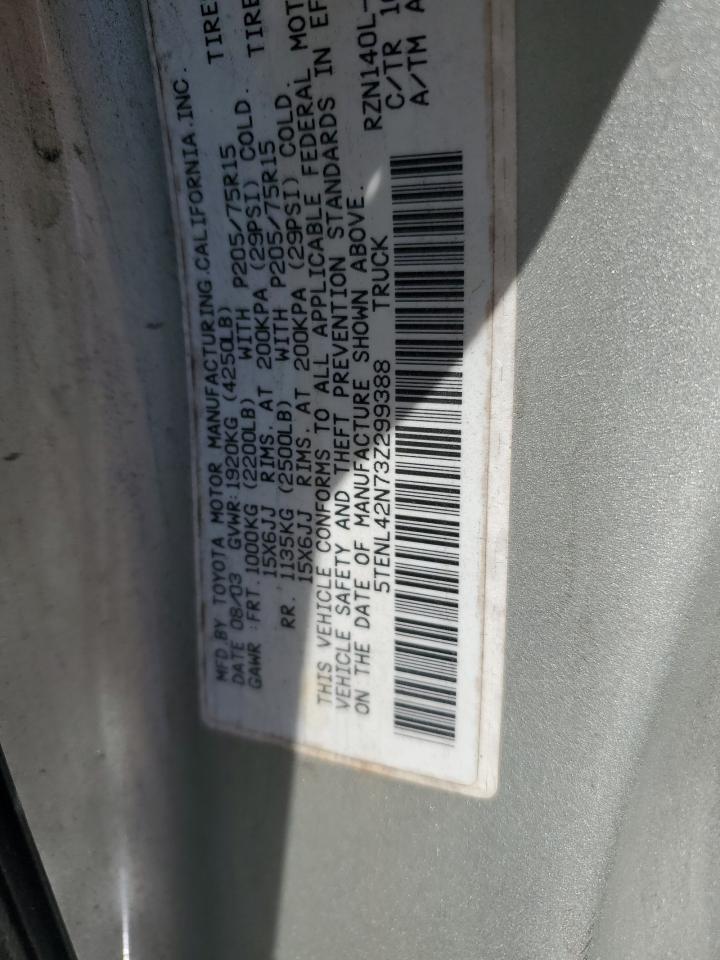 MFD.BY TOYOTA MOTOR MANUFACTURING.CALIFORNIA.INC.
DATE 08/03 GVWR:1920KG (4250LB) TIRE
GAWR :FRT.1000KG (2200LB) WITH P205/75R15
15X6JJ RIMS. AT 200KPA (29PSI) COLD. TIRE
RR. 1135KG (2500LB) WITH P205/75R15
15X6JJ RIMS. AT 200KPA (29PSI) COLD.
THIS VEHICLE CONFORMS TO ALL APPLICABLE FEDERAL MOT
VEHICLE SAFETY AND THEFT PREVENTION STANDARDS IN EF
ON THE DATE OF MANUFACTURE SHOWN ABOVE.
5TENL42N73Z299388 TRUCK
RZN140L-
C/TR
A/TM A